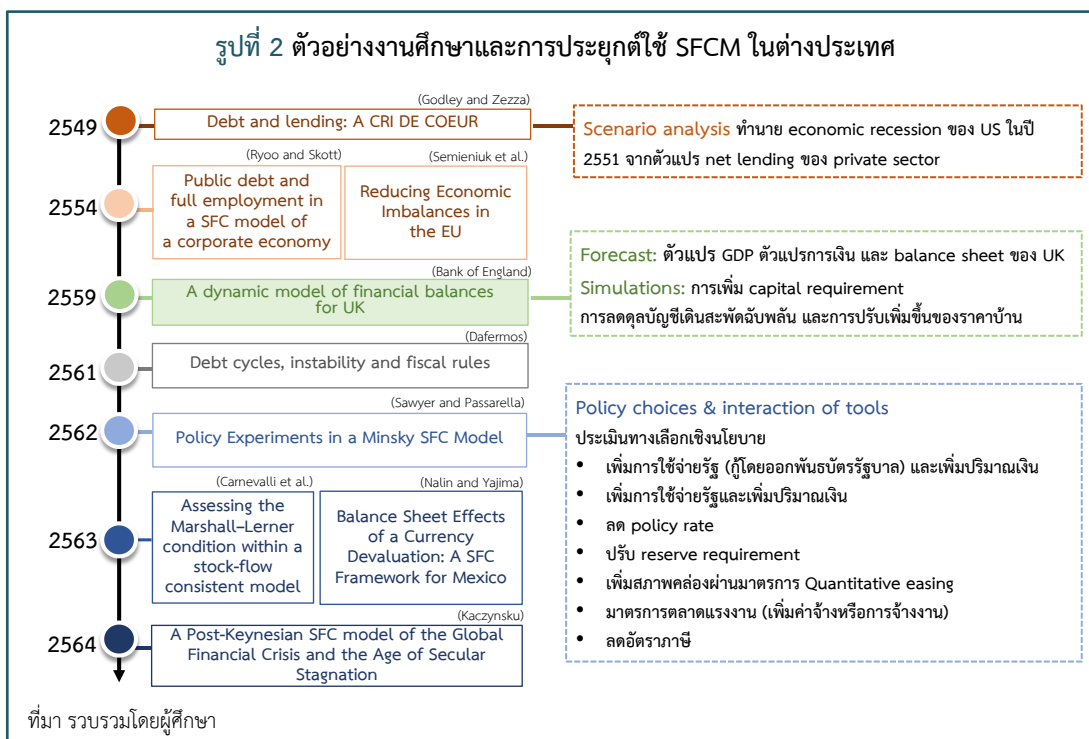 รูปที่ 2 ตัวอย่างงานศึกษาและการประยุกต์ใช้ SFCM ในต่างประเทศ
2549
(Godley and Zezza)
Debt and lending: A CRI DE COEUR
Scenario analysis ทำนาย economic recession ของ US ในปี
2551 จากตัวแปร net lending ของ private sector
2554
(Ryoo and Skott)
Public debt and
full employment in
a SFC model of
a corporate economy
(Semieniuk et al.)
Reducing Economic
Imbalances in
the EU
2559
(Bank of England)
A dynamic model of financial balances
for UK
Forecast: ตัวแปร GDP ตัวแปรการเงิน และ balance sheet ของ UK
Simulations: การเพิ่ม capital requirement
การลดดุลบัญชีเดินสะพัดฉับพลัน และการปรับเพิ่มขึ้นของราคาบ้าน
2561
(Dafermos)
Debt cycles, instability and fiscal rules
2562
(Sawyer and Passarella)
Policy Experiments in a Minsky SFC Model
Policy choices & interaction of tools
ประเมินทางเลือกเชิงนโยบาย
• เพิ่มการใช้จ่ายรัฐ (กู้โดยออกพันธบัตรรัฐบาล) และเพิ่มปริมาณเงิน
• เพิ่มการใช้จ่ายรัฐและเพิ่มปริมาณเงิน
• ลด policy rate
• ปรับ reserve requirement
• เพิ่มสภาพคล่องผ่านมาตรการ Quantitative easing
• มาตรการตลาดแรงงาน (เพิ่มค่าจ้างหรือการจ้างงาน)
• ลดอัตราภาษี
2563
(Carnevalli et al.)
Assessing the
Marshall–Lerner
condition within a
stock-flow
consistent model
(Nalin and Yajima)
Balance Sheet Effects
of a Currency
Devaluation: A SFC
Framework for Mexico
2564
(Kaczynsku)
A Post-Keynesian SFC model of the Global
Financial Crisis and the Age of Secular
Stagnation
ที่มา รวบรวมโดยผู้ศึกษา